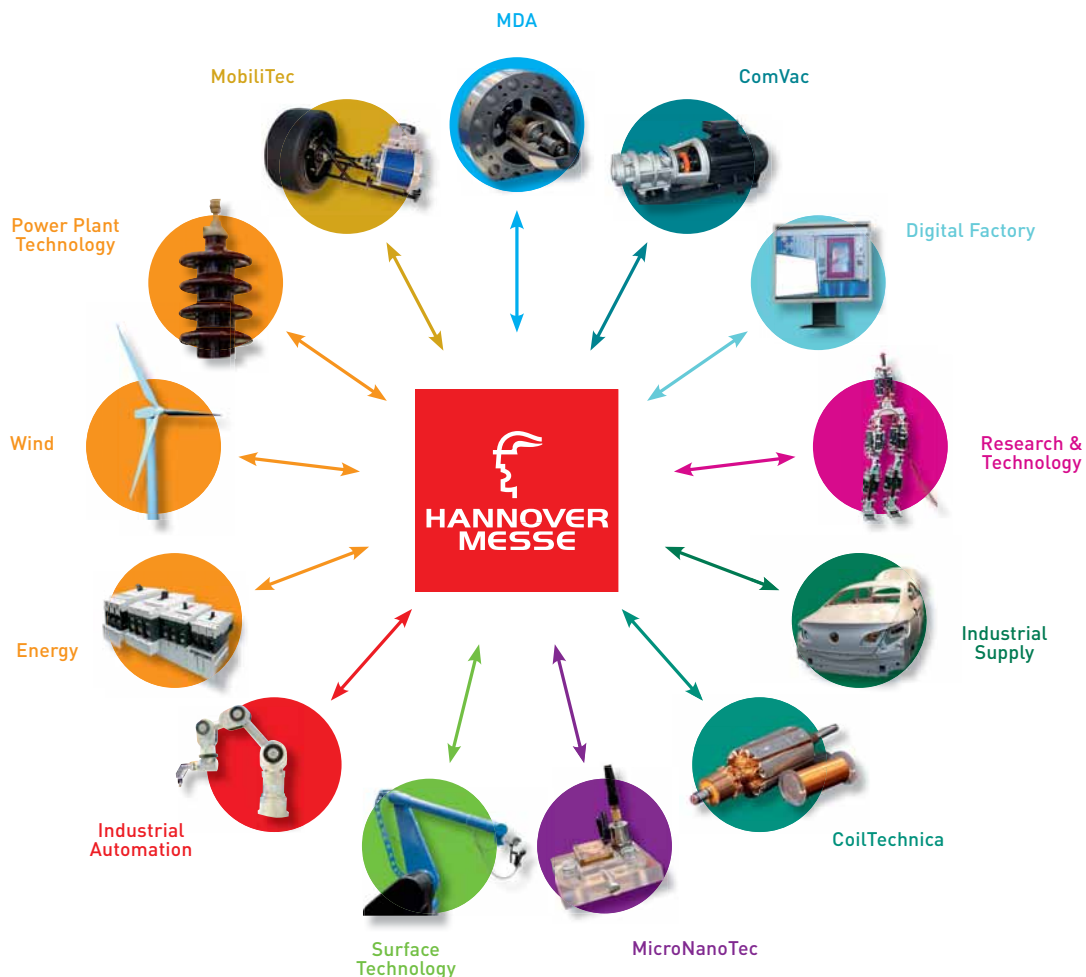 MDA
MobiliTec
ComVac
Power Plant
Technology
Digital Factory
Wind
Research &
Technology
HANNOVER
MESSE
Energy
Industrial
Supply
Industrial
Automation
CoilTechnica
Surface
Technology
MicroNanoTec